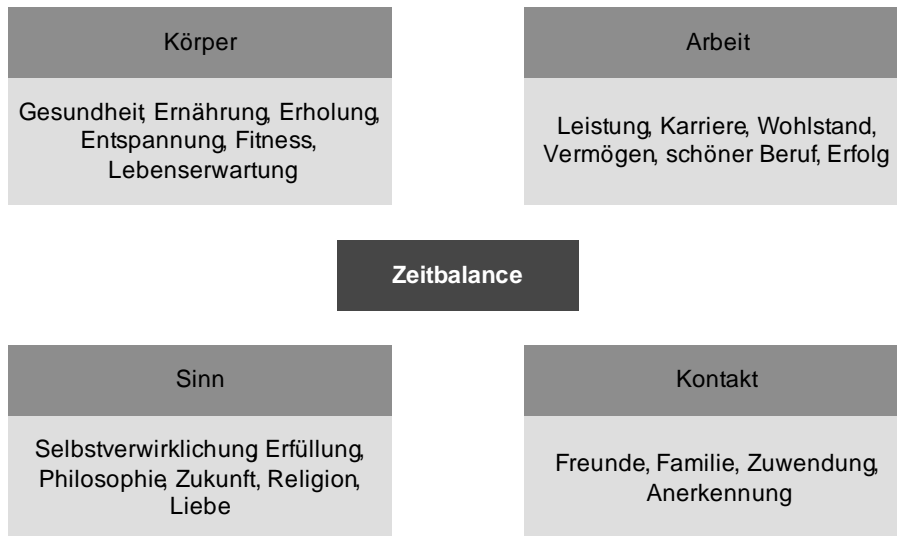 Körper
Gesundheit, Ernährung, Erholung,
Entspannung, Fitness,
Lebenserwartung
Arbeit
Leistung, Karriere, Wohlstand,
Vermögen, schöner Beruf, Erfolg
Zeitbalance
Sinn
Selbstverwirklichung, Erfüllung,
Philosophie, Zukunft, Religion,
Liebe
Kontakt
Freunde, Familie, Zuwendung,
Anerkennung